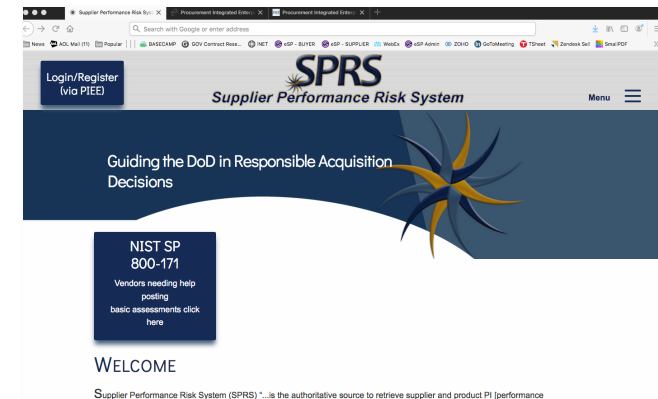 Supplier Performance Risk Syst
Procurement Integrated Enterp
Procurement Integrated Enterp
Search with Google or enter address
News AOL Mail (11) Popular BASECAMP GOV Contract Rese... INET eSP - BUYER eSP - SUPPLIER WebEx eSP Admin ZOHO GoToMeeting TSheet Zendesk Sell SmallPDF
Login/Register
(via PIEE)
SPRS
Supplier Performance Risk System
Menu
Guiding the DoD in Responsible Acquisition
Decisions
NIST SP
800-171
Vendors needing help
posting
basic assessments click
here
WELCOME
Supplier Performance Risk System (SPRS) "...is the authoritative source to retrieve supplier and product PI [performance